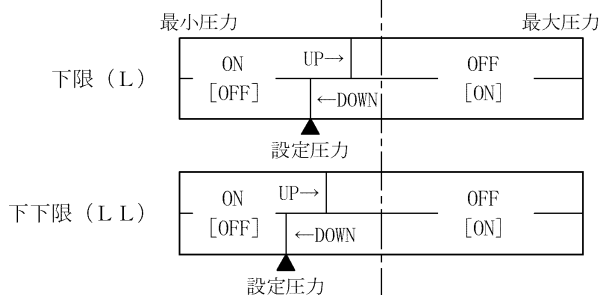 最小圧力 最大圧力
下限（Ｌ） ON UP→ OFF
[OFF] ←DOWN [ON]
設定圧力
下下限（ＬＬ） ON UP→ OFF
[OFF] ←DOWN [ON]
設定圧力